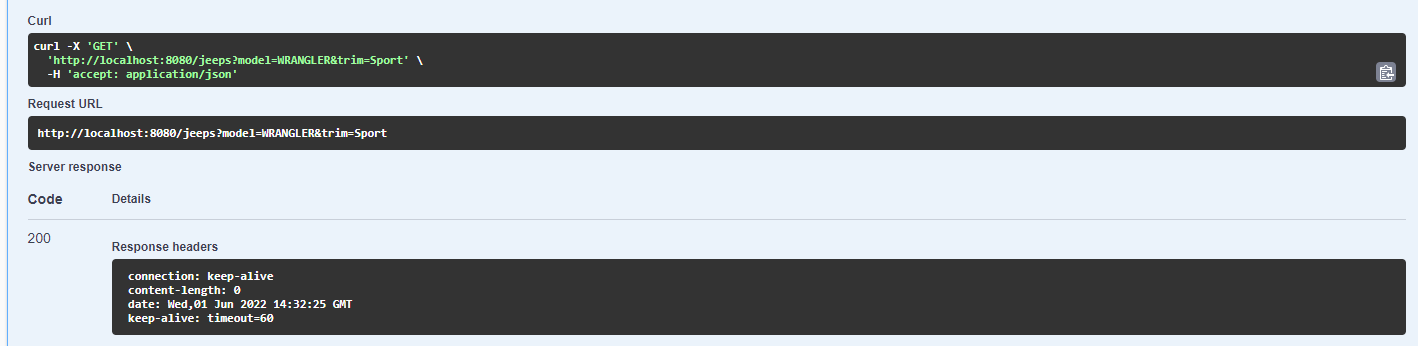 Curl
curl -X 'GET' \
'http://localhost:8080/jeeps?model=WRANGLER&trim=Sport' \
-H 'accept: application/json'
Request URL
http://localhost:8080/jeeps?model=WRANGLER&trim=Sport
Server response
Code Details
200
Response headers
connection: keep-alive
content-length: 0
date: Wed,01 Jun 2022 14:32:25 GMT
keep-alive: timeout=60